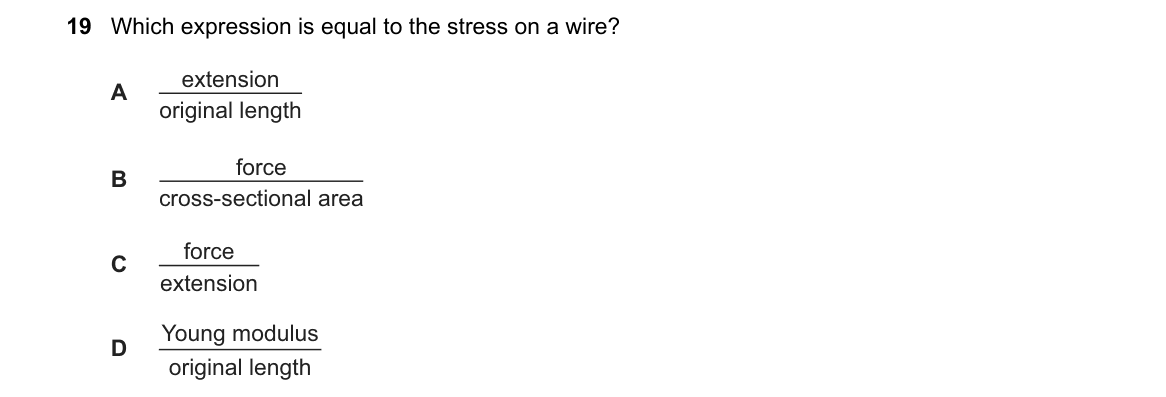 19 Which expression is equal to the stress on a wire?
A extension
original length
B force
cross-sectional area
C force
extension
D Young modulus
original length